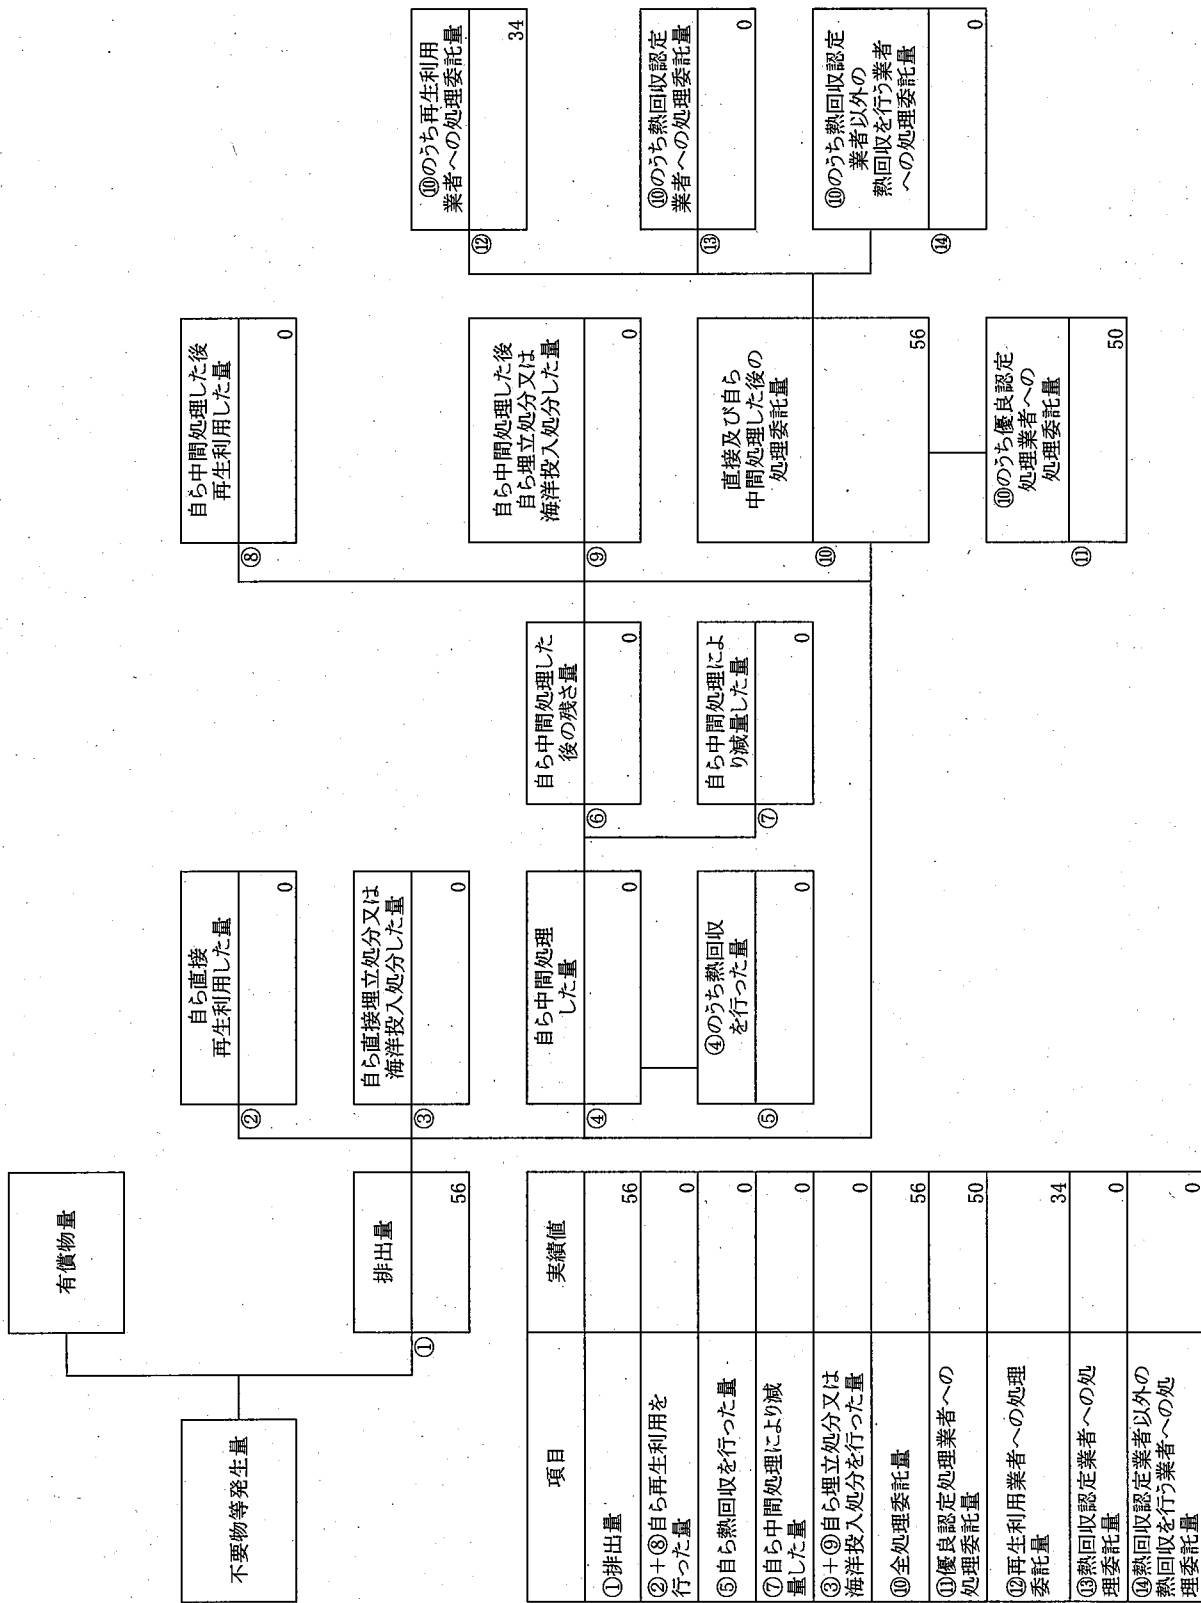 不要物等発生量
有償物量
①
排出量
56
②
自ら直接
再生利用した量
0
③
自ら直接埋立処分又は
海洋投入処分した量
0
④
自ら中間処理
した量
0
⑤
④のうち熱回収
を行った量
0
⑥
自ら中間処理した
後の残さ量
0
⑦
自ら中間処理によ
り減量した量
0
⑧
自ら中間処理した後
再生利用した量
0
⑨
自ら中間処理した後
自ら埋立処分又は
海洋投入処分した量
0
⑩
直接及び自ら
中間処理した後の
処理委託量
56
⑪
⑩のうち優良認定
処理業者への
処理委託量
50
⑫
⑩のうち再生利用
業者への処理委託量
34
⑬
⑩のうち熱回収認定
業者への処理委託量
0
⑭
⑩のうち熱回収認定
業者以外の
熱回収を行う業者
への処理委託量
0
項目 実績値
①排出量 56
②+⑧自ら再生利用を
行った量 0
⑤自ら熱回収を行った量 0
⑦自ら中間処理により減
量した量 0
③+⑨自ら埋立処分又は
海洋投入処分を行った量 0
⑩全処理委託量 56
⑪優良認定処理業者への
処理委託量 50
⑫再生利用業者への処理
委託量 34
⑬熱回収認定業者への処
理委託量 0
⑭熱回収認定業者以外の
熱回収を行う業者への処
理委託量 0